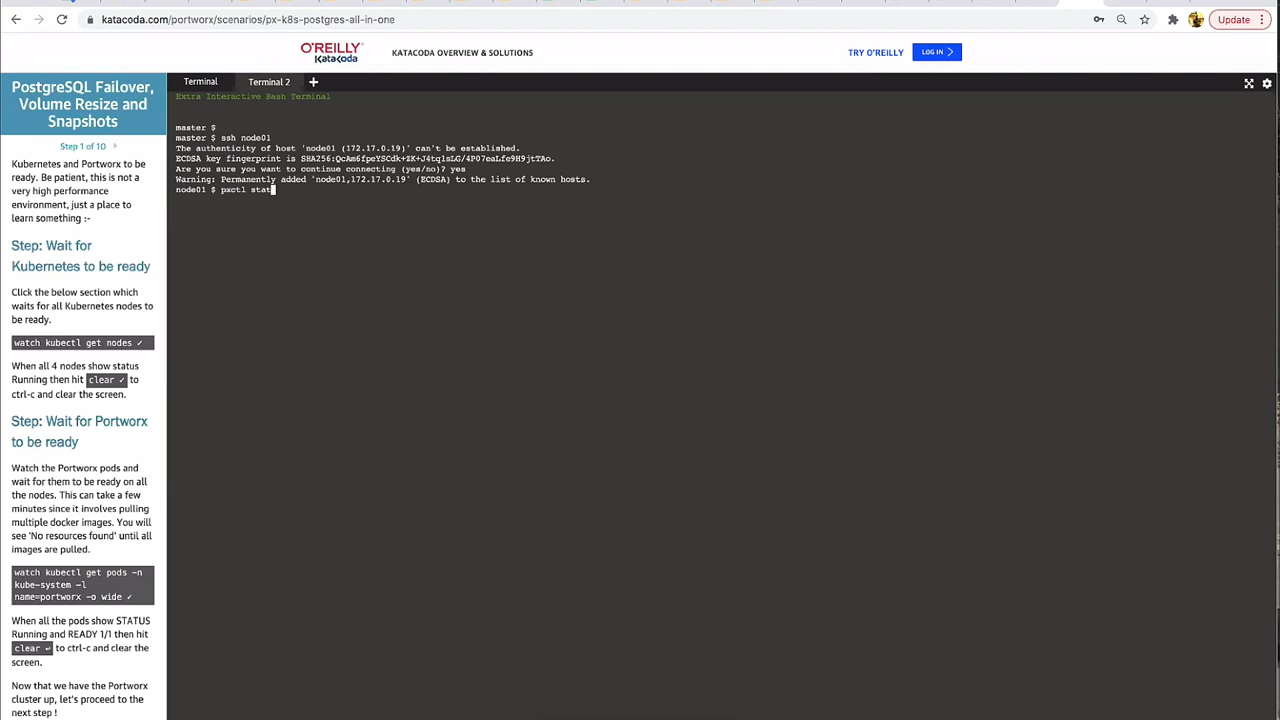 katacoda.com/portworx/scenarios/px-k8s-postgres-all-in-one
Update
O'REILLY
Katacoda
KATACODA OVERVIEW & SOLUTIONS
TRY O'REILLY
LOG IN
PostgreSQL Failover,
Volume Resize and
Snapshots
Step 1 of 10
Kubernetes and Portworx to be
ready. Be patient, this is not a
very high performance
environment, just a place to
learn something :-
Step: Wait for
Kubernetes to be ready
Click the below section which
waits for all Kubernetes nodes to
be ready.
watch kubectl get nodes ✓
When all 4 nodes show status
Running then hit clear ✓ to
ctrl-c and clear the screen.
Step: Wait for Portworx
to be ready
Watch the Portworx pods and
wait for them to be ready on all
the nodes. This can take a few
minutes since it involves pulling
multiple docker images. You will
see 'No resources found' until all
images are pulled.
watch kubectl get pods -n
kube-system -l
name=portworx -o wide ✓
When all the pods show STATUS
Running and READY 1/1 then hit
clear ↵ to ctrl-c and clear the
screen.
Now that we have the Portworx
cluster up, let's proceed to the
next step !
Terminal
Terminal 2
+
Extra Interactive Bash Terminal
master $
master $ ssh node01
The authenticity of host 'node01 (172.17.0.19)' can't be established.
ECDSA key fingerprint is
Are you sure you want to continue connecting (yes/no)? yes
Warning: Permanently added 'node01,172.17.0.19' (ECDSA) to the list of known hosts.
node01 $ pxctl stat